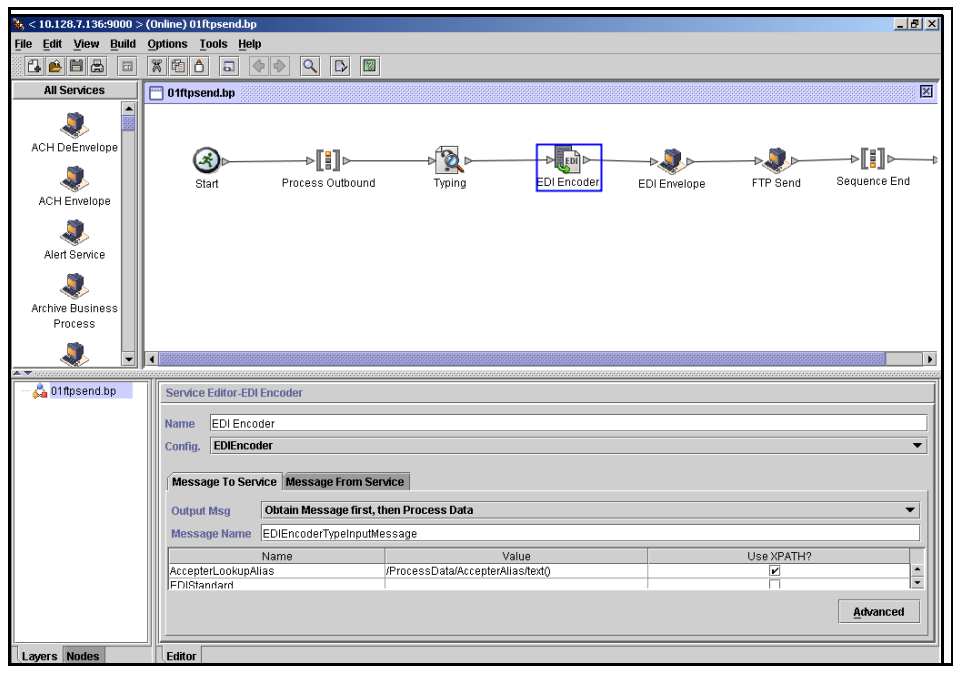 < 10.128.7.136:9000 > (Online) 01ftpsend.bp
File Edit View Build Options Tools Help
All Services
ACH DeEnvelope
ACH Envelope
Alert Service
Archive Business
Process
01ftpsend.bp
Start
Process Outbound
Typing
EDI
EDI Encoder
EDI Envelope
FTP Send
Sequence End
01ftpsend.bp
Service Editor-EDI Encoder
Name EDI Encoder
Config. EDIEncoder
Message To Service Message From Service
Output Msg Obtain Message first, then Process Data
Message Name EDIEncoderTypeInputMessage
Name Value Use XPATH?
AccepterLookupAlias /ProcessData/AccepterAlias/text()
EDIStandard
Advanced
Layers Nodes
Editor